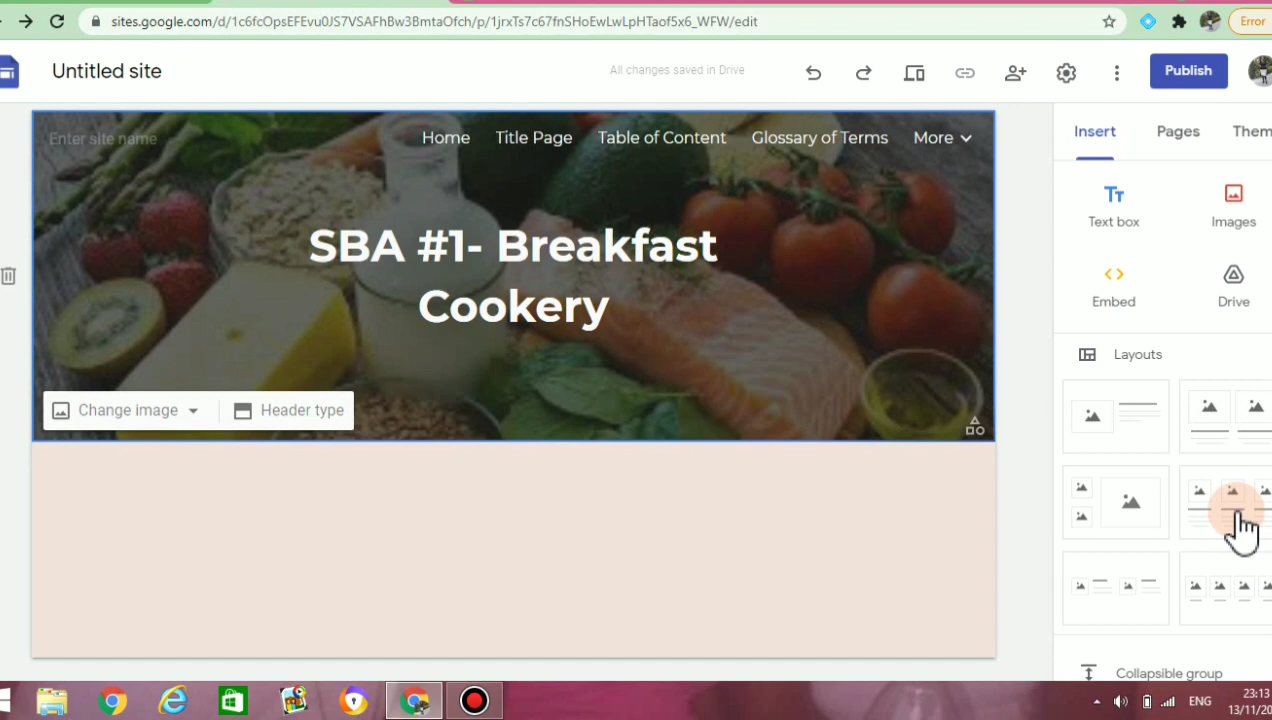 sites.google.com/d/1c6fcOpsEFEvu0JS7VSAFhBw3BmtaOfch/p/1jrxTs7c67fnSHoEwLwLpHTaof5x6_WFW/edit
Error
Untitled site
All changes saved in Drive
Publish
Enter site name
Home
Title Page
Table of Content
Glossary of Terms
More
SBA #1- Breakfast
Cookery
Change image
Header type
Insert
Pages
Them
Text box
Images
Embed
Drive
Layouts
Collapsible group
ENG
23:13
13/11/20